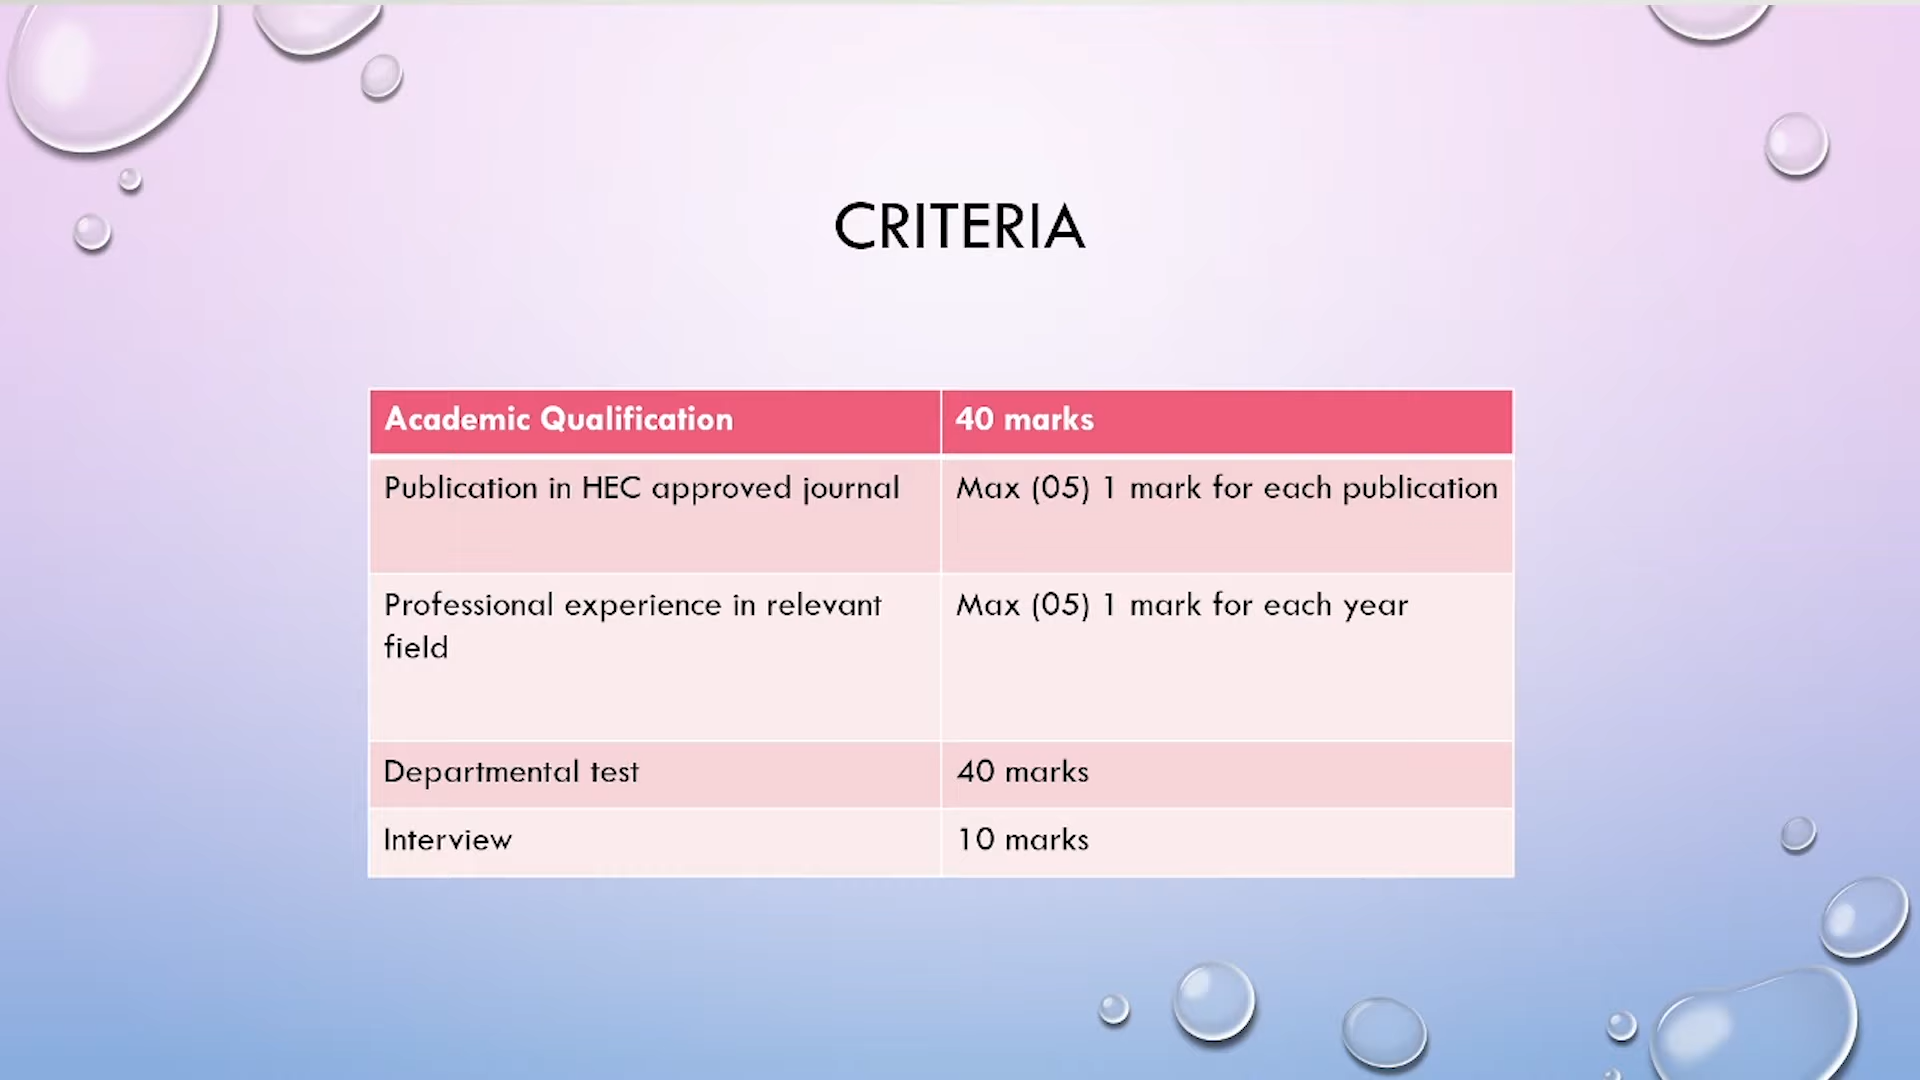 CRITERIA
Academic Qualification
40 marks
Publication in HEC approved journal
Max (05) 1 mark for each publication
Professional experience in relevant
field
Max (05) 1 mark for each year
Departmental test
40 marks
Interview
10 marks